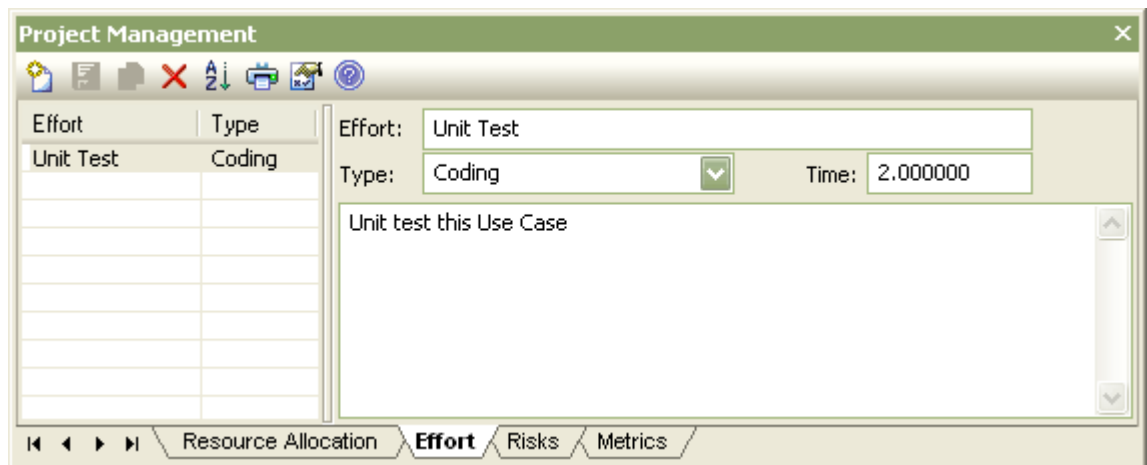 Project Management
Effort Type
Unit Test Coding
Effort: Unit Test
Type: Coding Time: 2.000000
Unit test this Use Case
Resource Allocation Effort Risks Metrics